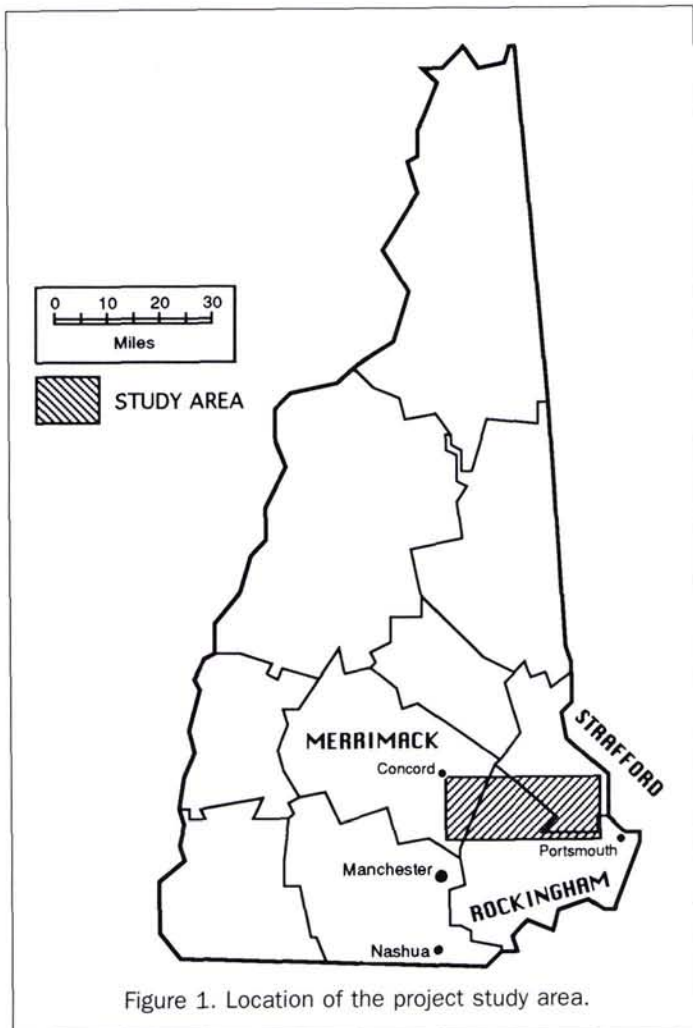 0 10 20 30
Miles
STUDY AREA
MERRIMACK
Concord
STRAFFORD
Portsmouth
Manchester
ROCKINGHAM
Nashua
Figure 1. Location of the project study area.